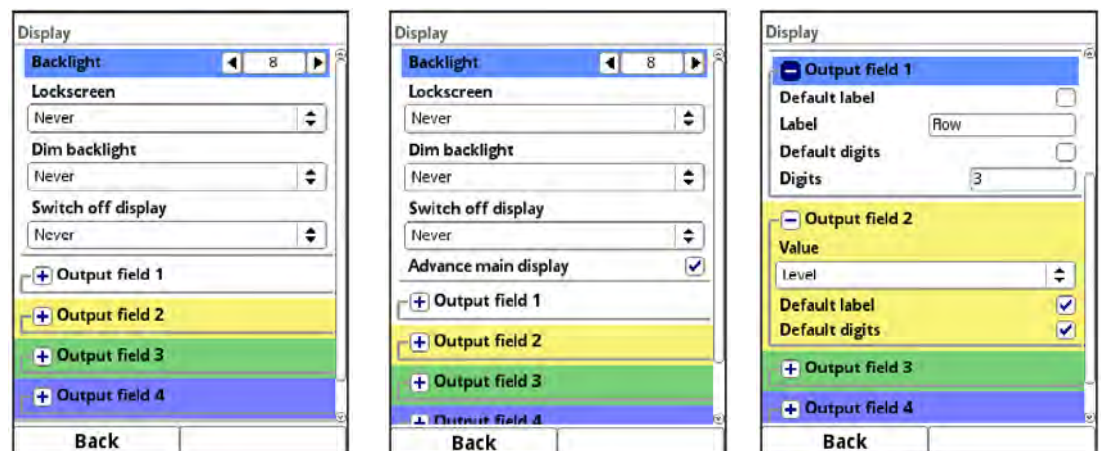 Display
Backlight 8
Lockscreen
Never
Dim backlight
Never
Switch off display
Never
Output field 1
Output field 2
Output field 3
Output field 4
Back
Display
Backlight 8
Lockscreen
Never
Dim backlight
Never
Switch off display
Never
Advance main display
Output field 1
Output field 2
Output field 3
Output field 4
Back
Display
Output field 1
Default label
Label Flow
Default digits
Digits 3
Output field 2
Value
Level
Default label
Default digits
Output field 3
Output field 4
Back